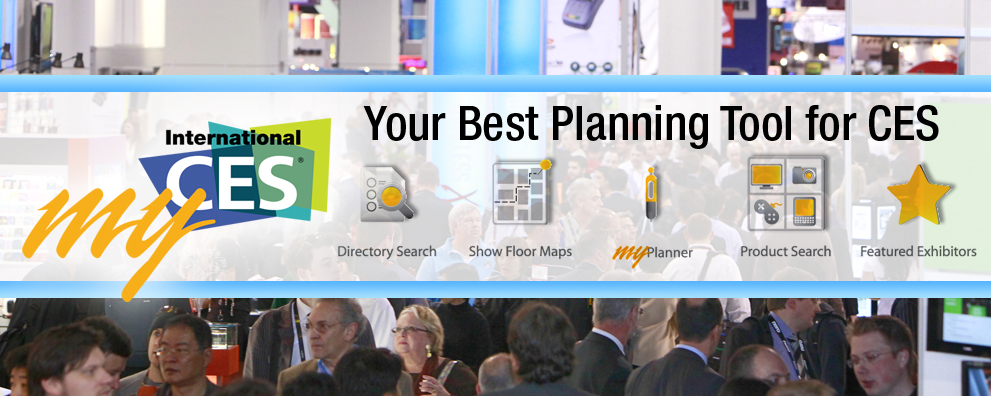 Your Best Planning Tool for CES
International
CES®
my
Directory Search
Show Floor Maps
myPlanner
Product Search
Featured Exhibitors